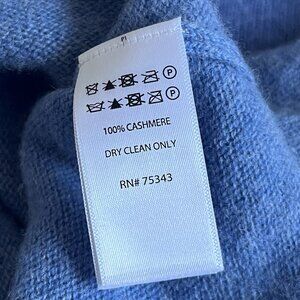 P
P
100% CASHMERE
DRY CLEAN ONLY
RN# 75343